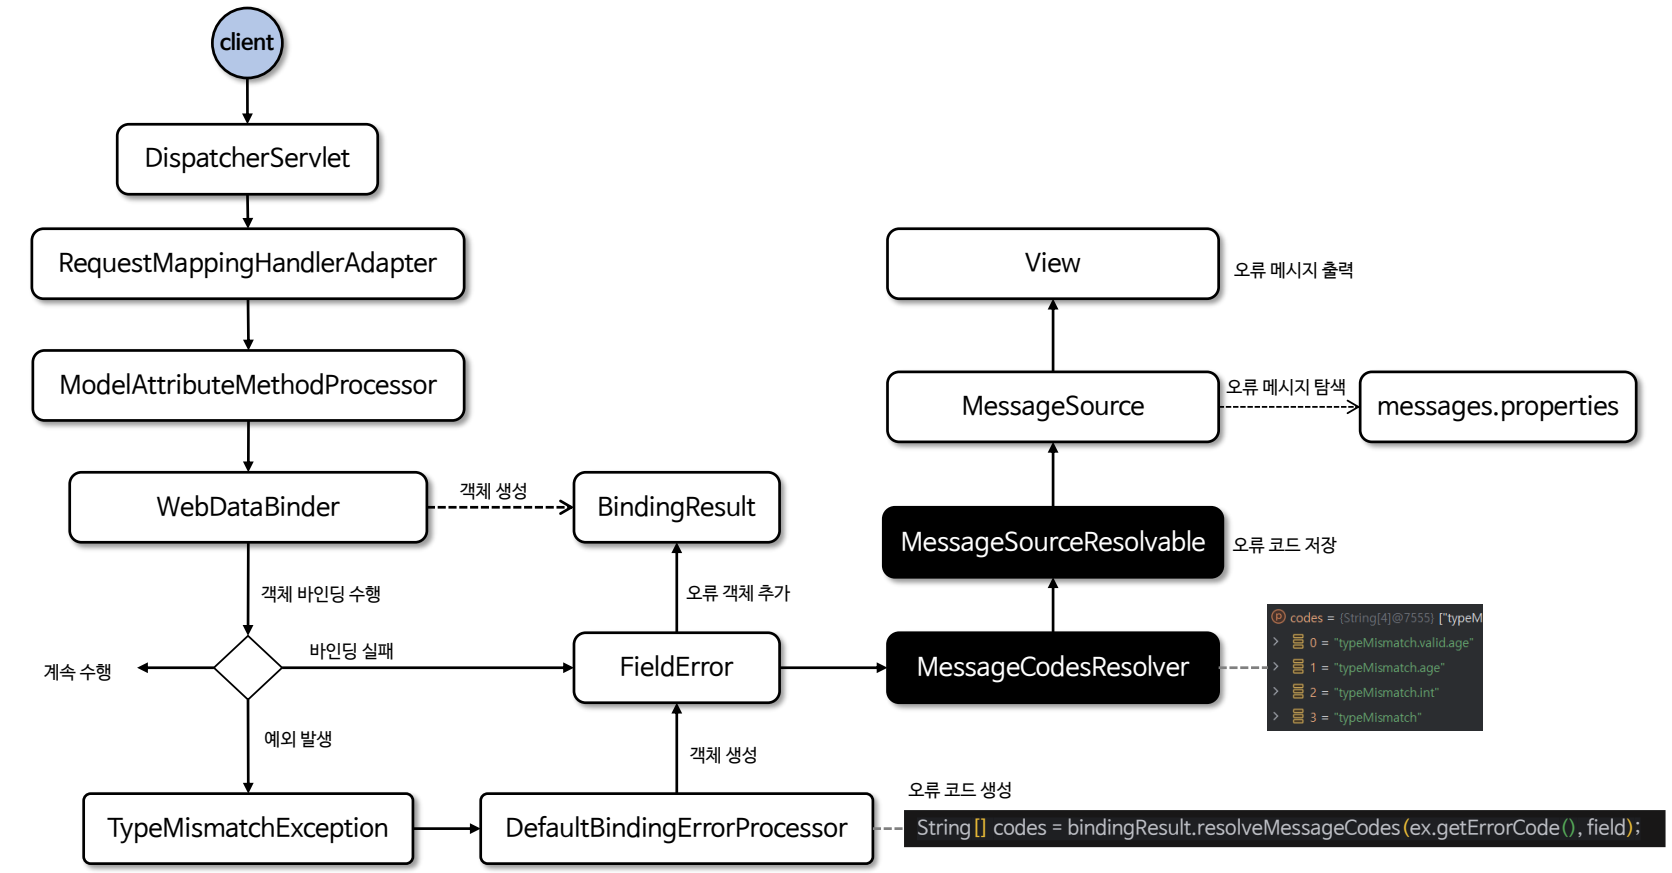 client
DispatcherServlet
RequestMappingHandlerAdapter
ModelAttributeMethodProcessor
WebDataBinder
객체 생성
BindingResult
객체 바인딩 수행
오류 객체 추가
계속 수행
바인딩 실패
FieldError
예외 발생
객체 생성
TypeMismatchException
DefaultBindingErrorProcessor
오류 코드 생성
String[] codes = bindingResult.resolveMessageCodes(ex.getErrorCode(), field);
View
오류 메시지 출력
MessageSource
오류 메시지 탐색
messages.properties
MessageSourceResolvable
오류 코드 저장
MessageCodesResolver
p codes = {String[4]@7555} ["typeM
0 = "typeMismatch.valid.age"
1 = "typeMismatch.age"
2 = "typeMismatch.int"
3 = "typeMismatch"